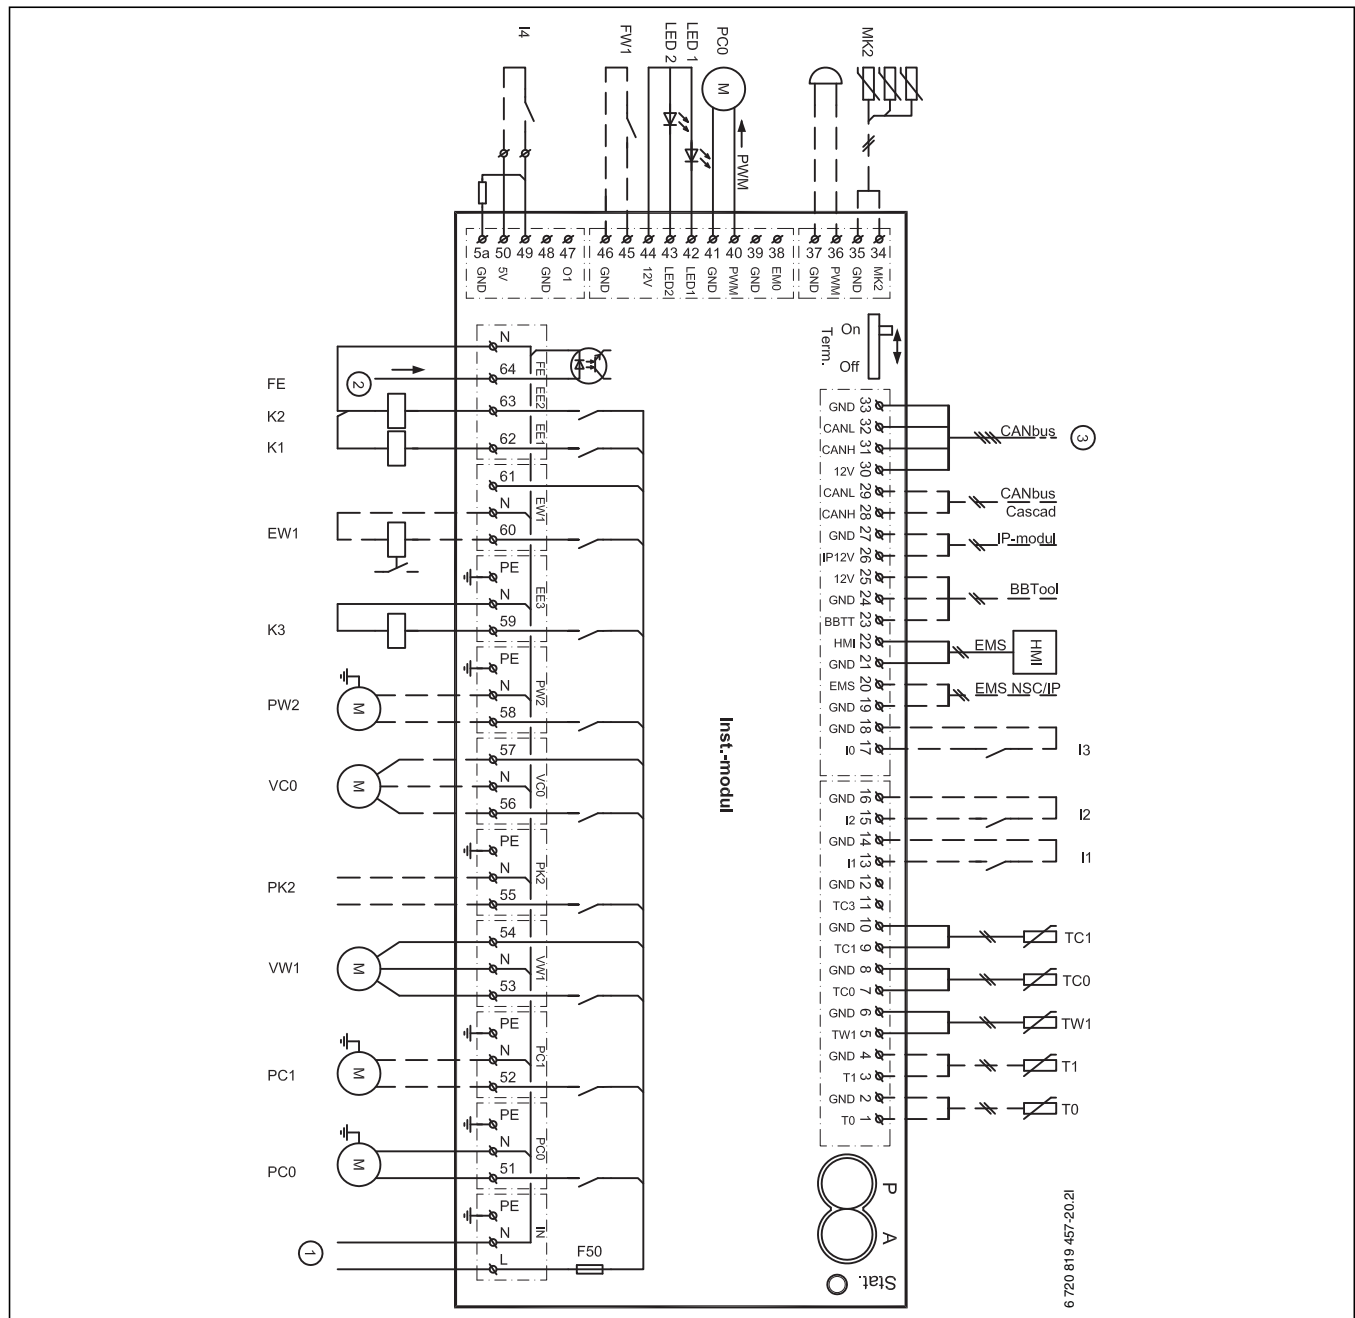 I4
FW1
LED 2
LED 1
PC0
MK2
M
PWM
5a 50 49 48 47
GND 5V GND O1
46 45 44 43 42 41 40 39 38
GND 12V LED2 LED1 GND PWM GND EM0
37 36 35 34
GND PWM GND MK2
Term.
On
Off
Inst.-modul
FE
2
N
64
FE
K2
63
EE2
K1
62
EE1
61
N
EW1
EW1
60
PE
N
EE3
K3
59
PE
PW2
M
N
PW2
58
57
VC0
M
N
VC0
56
PE
PK2
N
PK2
55
54
VW1
M
N
VW1
53
PE
PC1
M
N
PC1
52
PE
PC0
M
N
PC0
51
PE
1
N
IN
L
F50
GND 33
CANL 32
CANH 31
12V 30
CANbus 3
CANL 29
CANH 28
CANbus
Cascad
GND 27
IP12V 26
IP-modul
12V 25
GND 24
BBTT 23
BBTool
HMI 22
GND 21
EMS HMI
EMS 20
GND 19
EMS NSC/IP
GND 18
I0 17
I3
GND 16
I2 15
I2
GND 14
I1 13
I1
GND 12
TC3 11
GND 10
TC1 9
TC1
GND 8
TC0 7
TC0
GND 6
TW1 5
TW1
GND 4
T1 3
T1
GND 2
T0 1
T0
P
A
Stat.
6 720 819 457-20.2I